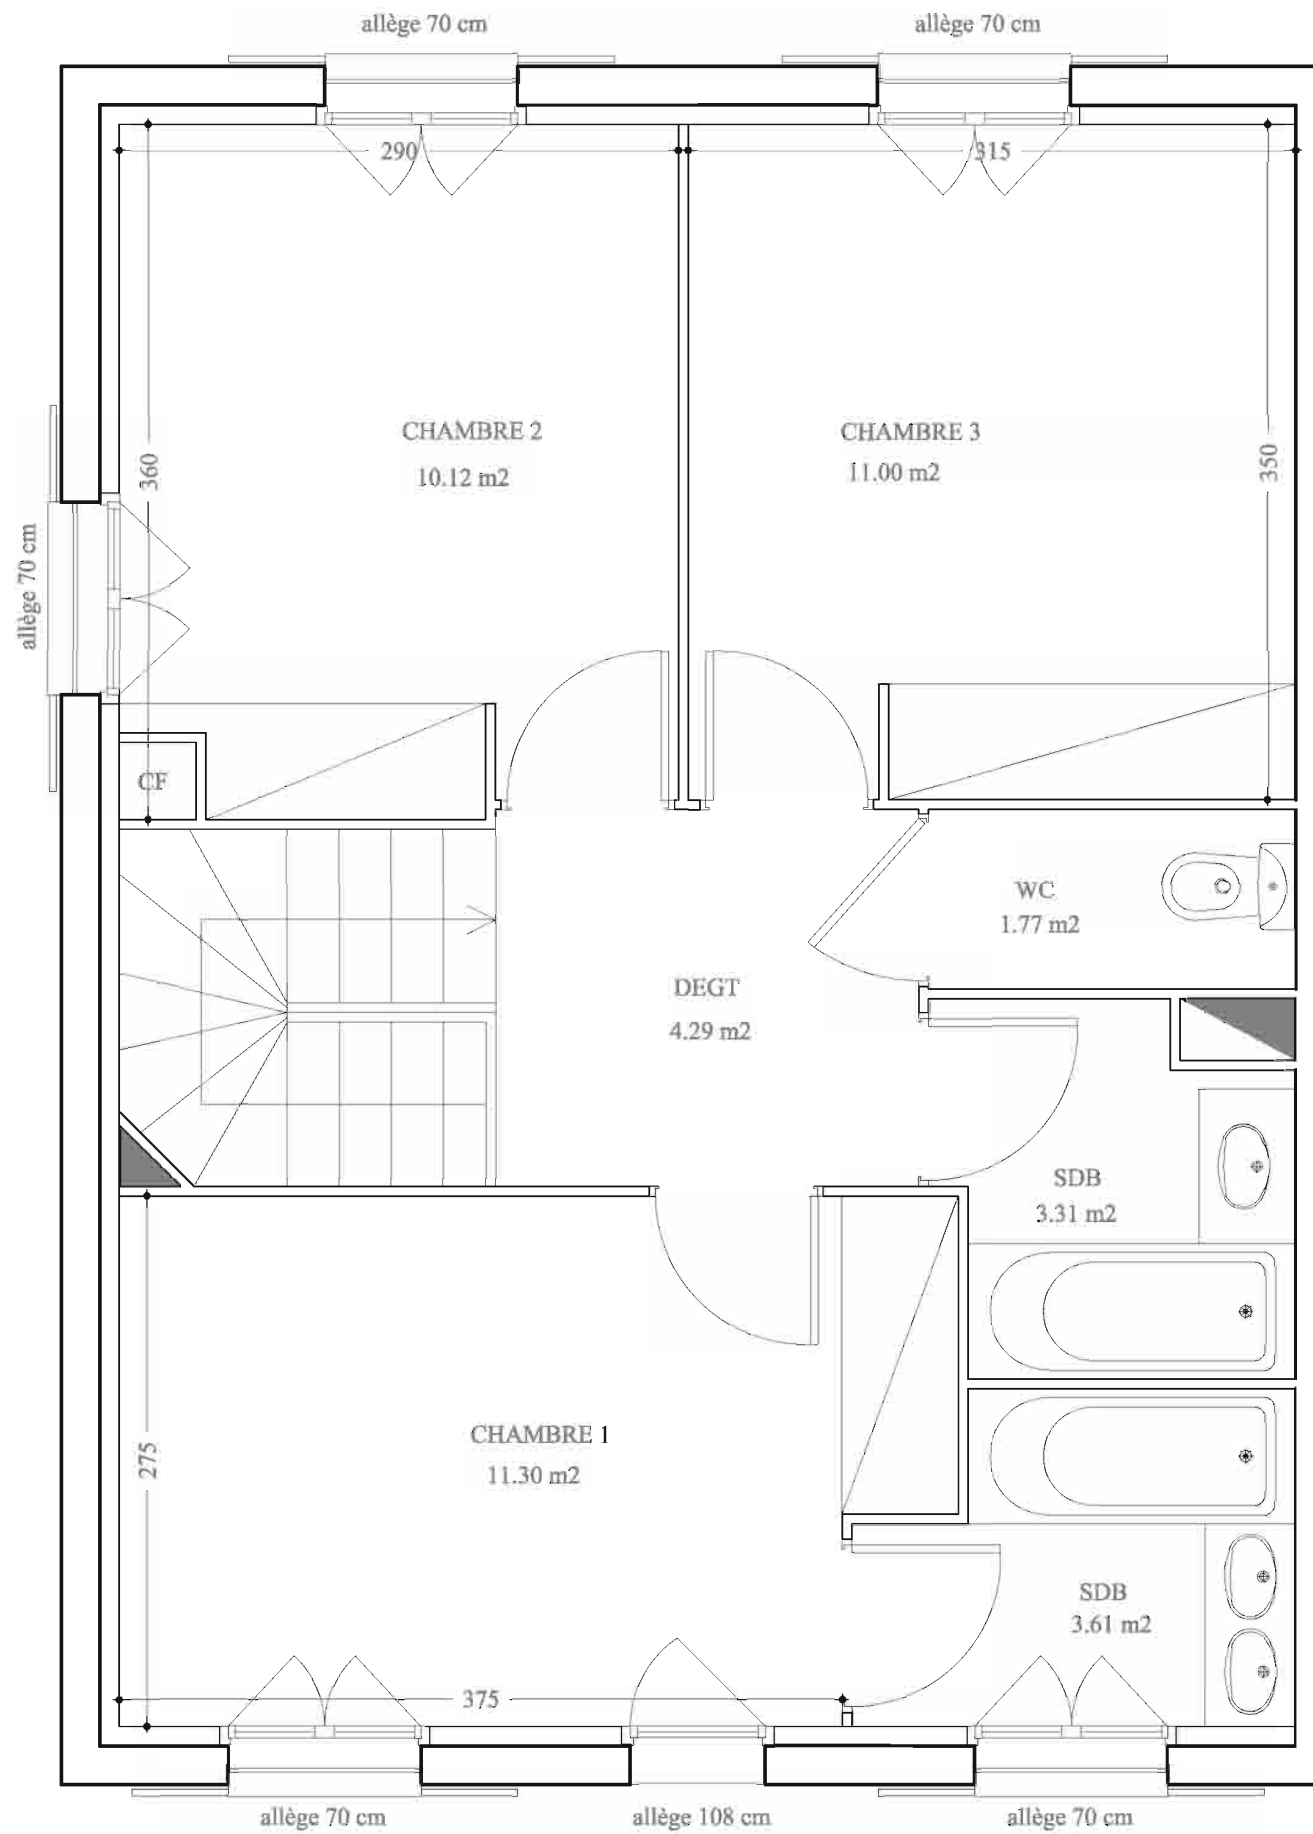 allège 70 cm
allège 70 cm
290
315
CHAMBRE 2
10.12 m2
CHAMBRE 3
11.00 m2
360
350
allège 70 cm
CF
WC
1.77 m2
DEGT
4.29 m2
SDB
3.31 m2
CHAMBRE 1
11.30 m2
275
SDB
3.61 m2
375
allège 70 cm
allège 108 cm
allège 70 cm